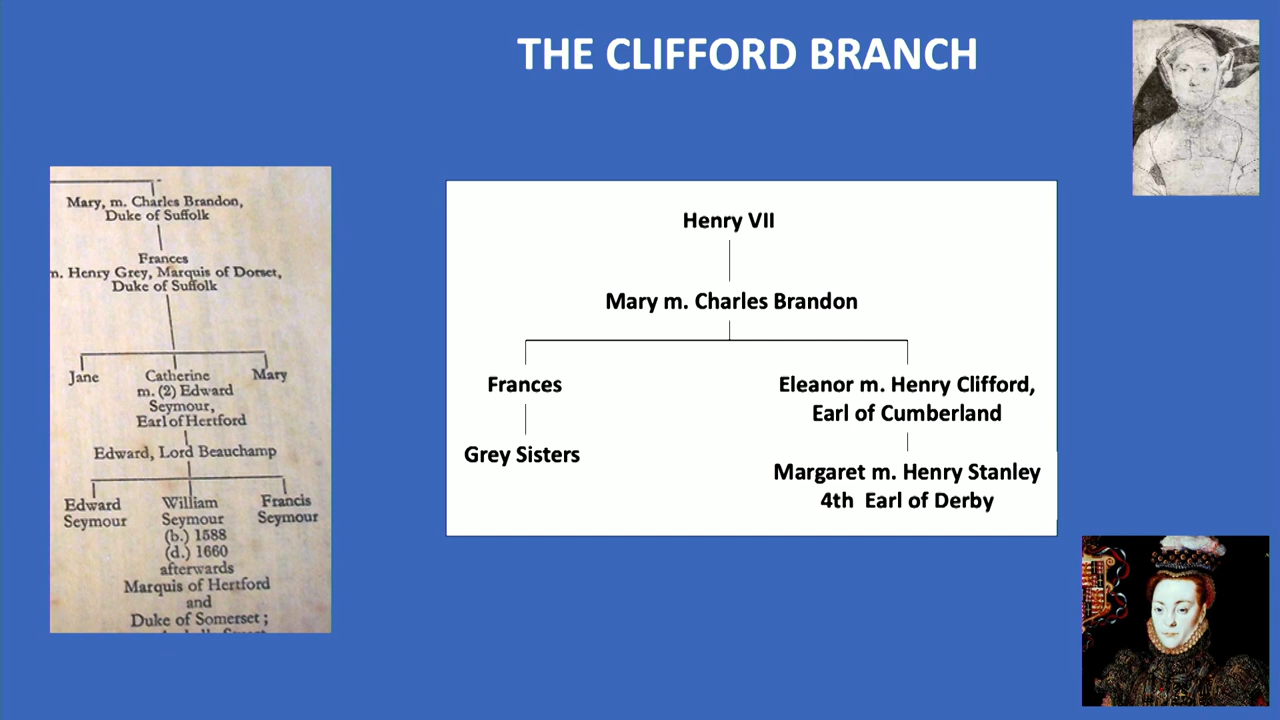 THE CLIFFORD BRANCH
Mary, m. Charles Brandon,
Duke of Suffolk
Frances
m. Henry Grey, Marquis of Dorset,
Duke of Suffolk
Jane
Catherine
m. (2) Edward
Seymour,
Earl of Hertford
Mary
Edward, Lord Beauchamp
Edward
Seymour
William
Seymour
(b.) 1588
(d.) 1660
afterwards
Marquis of Hertford
and
Duke of Somerset;
Francis
Seymour
Henry VII
Mary m. Charles Brandon
Frances
Grey Sisters
Eleanor m. Henry Clifford,
Earl of Cumberland
Margaret m. Henry Stanley
4th Earl of Derby